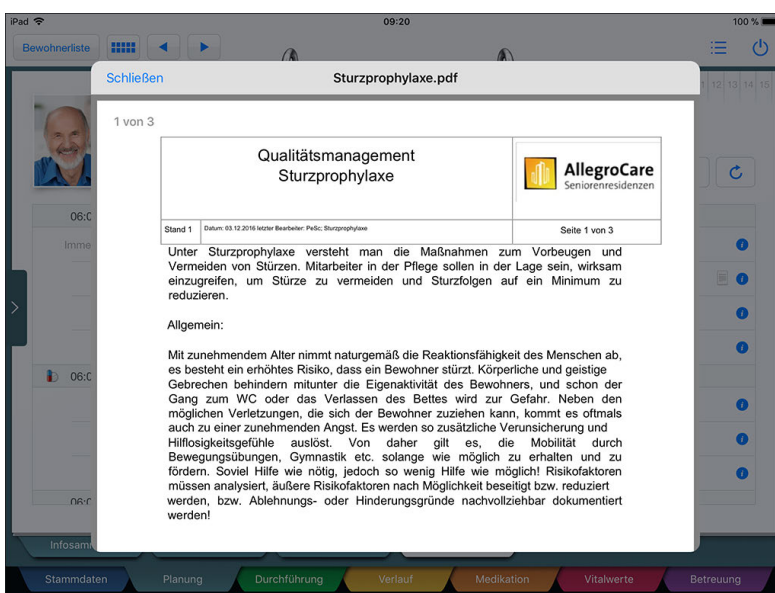 iPad
09:20
100 %
Bewohnerliste
Schließen
Sturzprophylaxe.pdf
11 12 13 14 15
1 von 3
Qualitätsmanagement
Sturzprophylaxe
AllegroCare
Seniorenresidenzen
Stand 1
Datum: 03.12.2016 letzter Bearbeiter: PeSc; Sturzprophylaxe
Seite 1 von 3
Unter Sturzprophylaxe versteht man die Maßnahmen zum Vorbeugen und
Vermeiden von Stürzen. Mitarbeiter in der Pflege sollen in der Lage sein, wirksam
einzugreifen, um Stürze zu vermeiden und Sturzfolgen auf ein Minimum zu
reduzieren.
Allgemein:
Mit zunehmendem Alter nimmt naturgemäß die Reaktionsfähigkeit des Menschen ab,
es besteht ein erhöhtes Risiko, dass ein Bewohner stürzt. Körperliche und geistige
Gebrechen behindern mitunter die Eigenaktivität des Bewohners, und schon der
Gang zum WC oder das Verlassen des Bettes wird zur Gefahr. Neben den
möglichen Verletzungen, die sich der Bewohner zuziehen kann, kommt es oftmals
auch zu einer zunehmenden Angst. Es werden so zusätzliche Verunsicherung und
Hilflosigkeitsgefühle auslöst. Von daher gilt es, die Mobilität durch
Bewegungsübungen, Gymnastik etc. solange wie möglich zu erhalten und zu
fördern. Soviel Hilfe wie nötig, jedoch so wenig Hilfe wie möglich! Risikofaktoren
müssen analysiert, äußere Risikofaktoren nach Möglichkeit beseitigt bzw. reduziert
werden, bzw. Ablehnungs- oder Hinderungsgründe nachvollziehbar dokumentiert
werden!
06:0
Imme
06:0
Infosam
Stammdaten
Planung
Durchführung
Verlauf
Medikation
Vitalwerte
Betreuung